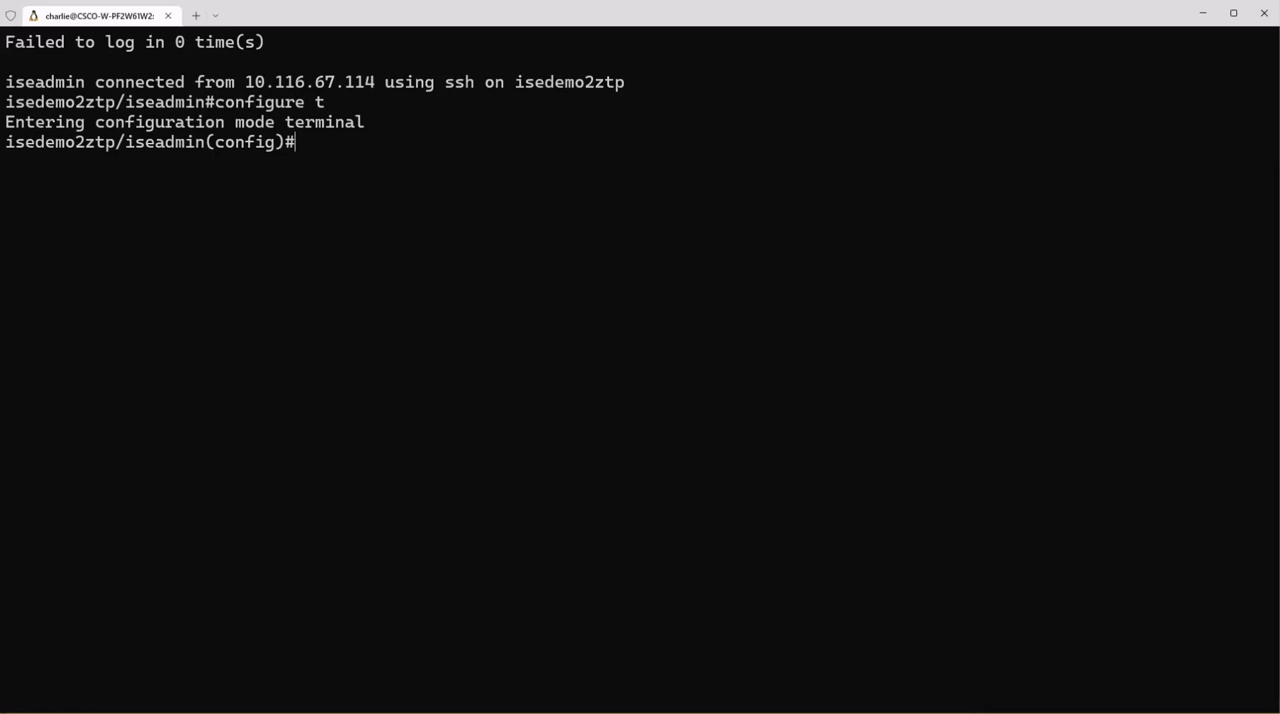 charlie@CSCO-W-PF2W61W2:
Failed to log in 0 time(s)
iseadmin connected from 10.116.67.114 using ssh on isedemo2ztp
isedemo2ztp/iseadmin#configure t
Entering configuration mode terminal
isedemo2ztp/iseadmin(config)#